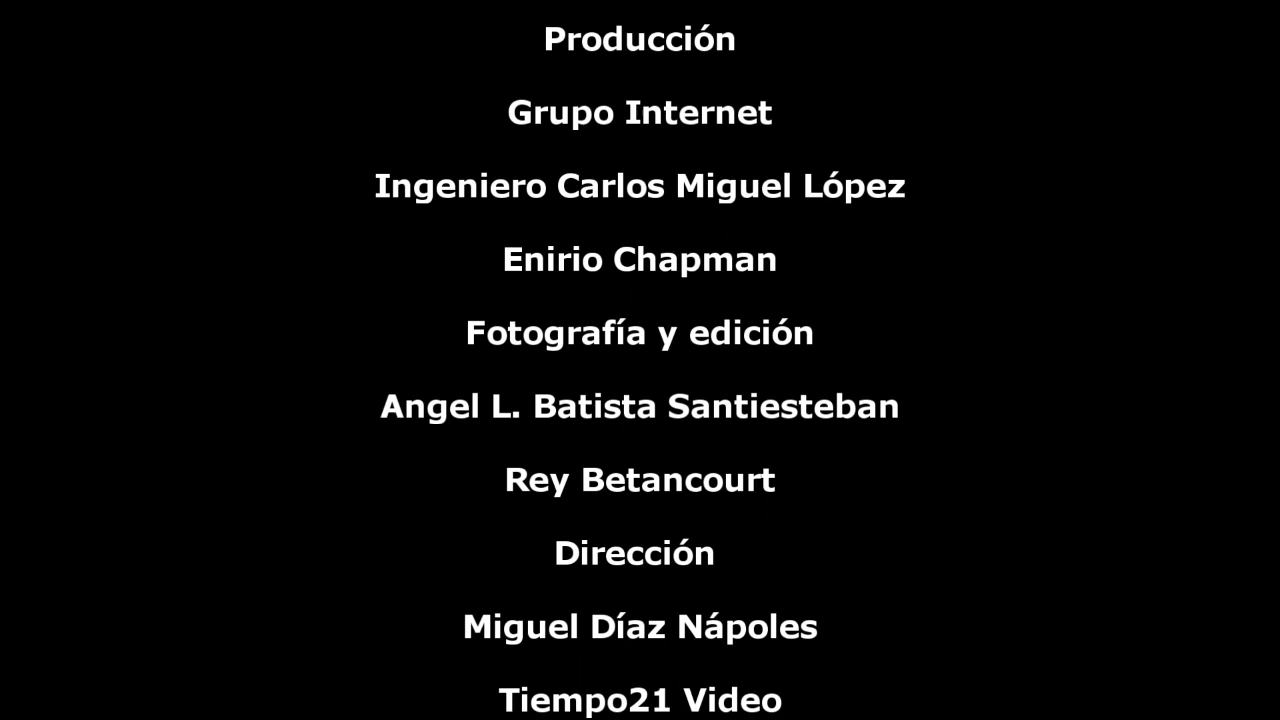 Producción
Grupo Internet
Ingeniero Carlos Miguel López
Enirio Chapman
Fotografía y edición
Angel L. Batista Santiesteban
Rey Betancourt
Dirección
Miguel Díaz Nápoles
Tiempo21 Video